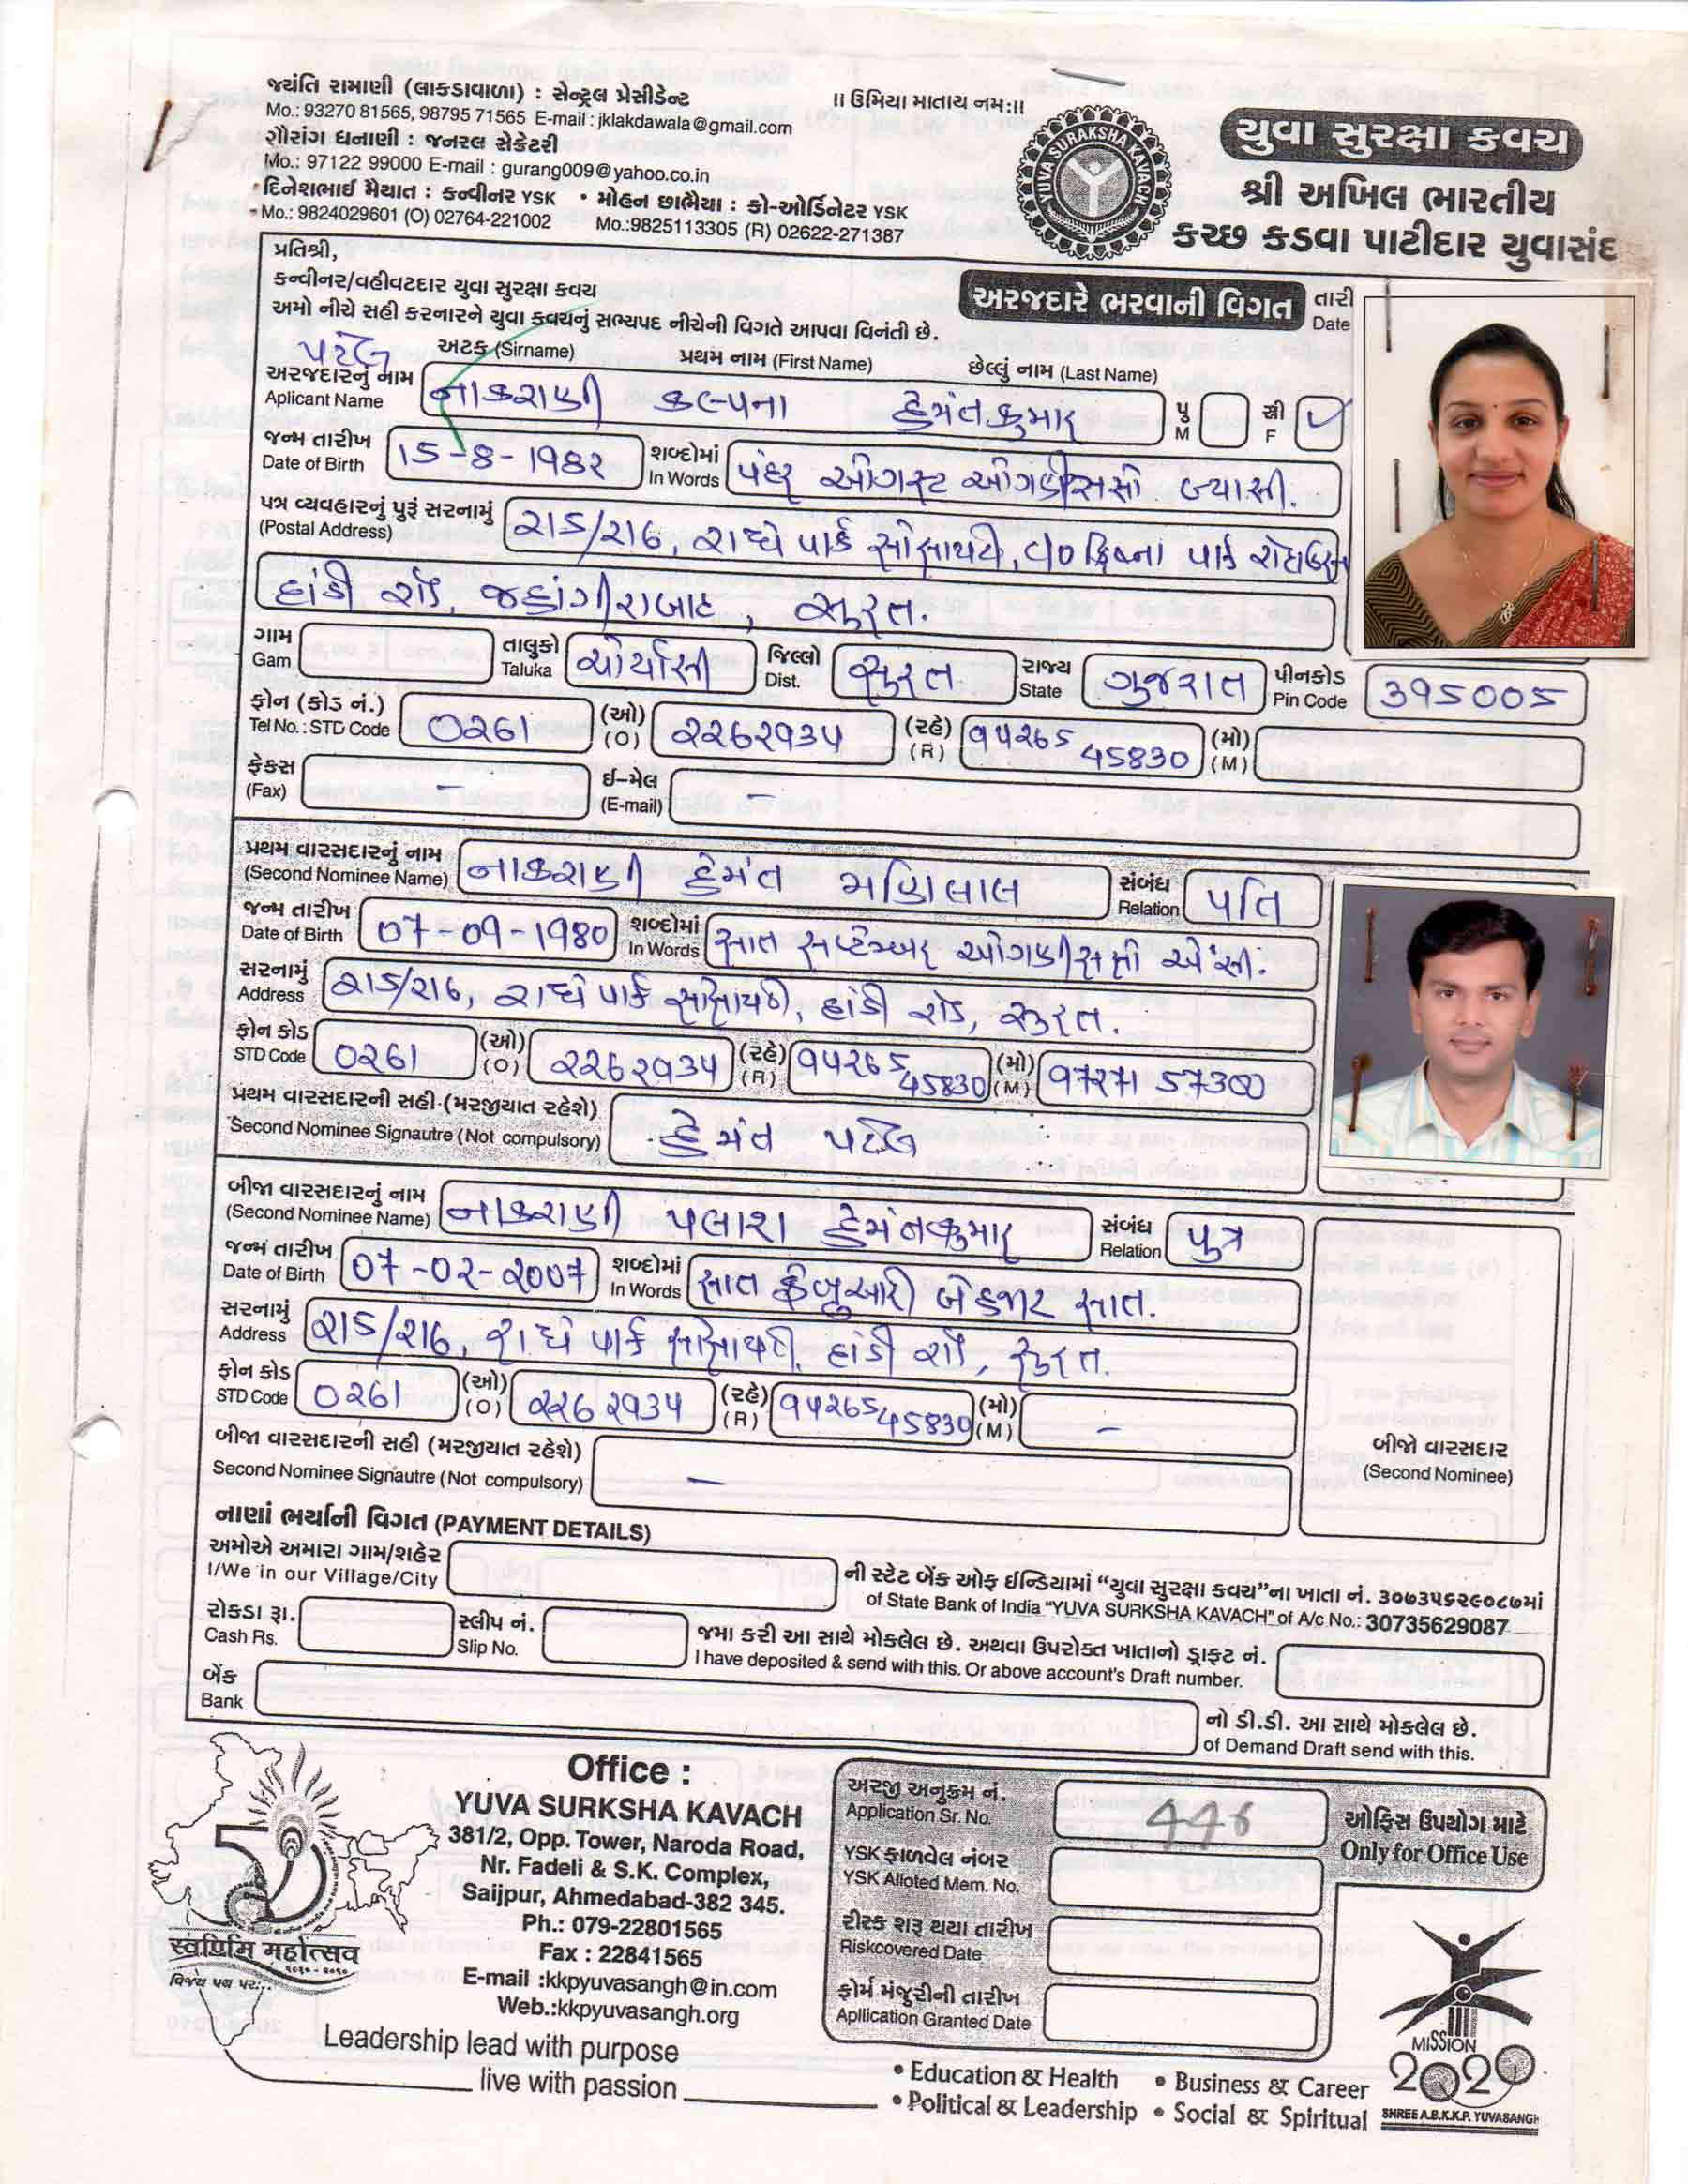 જયંતિ રામાણી (લાકડાવાળા) : સેન્ટ્રલ પ્રેસીડેન્ટ
Mo.: 93270 81565, 98795 71565 E-mail : jklakdawala@gmail.com
ગૌરાંગ ધનાણી : જનરલ સેક્રેટરી
Mo.: 97122 99000 E-mail : gurang009@yahoo.co.in
• દિનેશભાઈ મૈયાત : કન્વીનર YSK • મોહન છાભૈયા : કો-ઓર્ડિનેટર YSK
Mo.: 9824029601 (O) 02764-221002 Mo.:9825113305 (R) 02622-271387
॥ ઉમિયા માતાય નમઃ॥
YUVA SURAKSHA KAVACH
યુવા સુરક્ષા કવચ
શ્રી અખિલ ભારતીય
કચ્છ કડવા પાટીદાર યુવાસંઘ
પ્રતિશ્રી,
કન્વીનર/વહીવટદાર યુવા સુરક્ષા કવચ
અમો નીચે સહી કરનારને યુવા કવચનું સભ્યપદ નીચેની વિગતે આપવા વિનંતી છે.
અરજદારે ભરવાની વિગત
તારી
Date
પટેલ અટક (Sirname) પ્રથમ નામ (First Name) છેલ્લું નામ (Last Name)
અરજદારનું નામ નાકરાણી કલ્પના હેમંતકુમાર પુ સ્ત્રી ✓
Aplicant Name M F
જન્મ તારીખ 15-8-1982 શબ્દોમાં પંદર ઓગસ્ટ ઓગણીસસો બ્યાસી.
Date of Birth In Words
પત્ર વ્યવહારનું પુરૂં સરનામું 215/216, રાધે પાર્ક સોસાયટી, C/O ક્રિષ્ના પાર્ક
(Postal Address)
દાંડી રોડ, જહાંગીરાબાદ, સુરત.
ગામ તાલુકો ચોર્યાસી જિલ્લો સુરત રાજ્ય ગુજરાત પીનકોડ 395005
Gam Taluka Dist. State Pin Code
ફોન (કોડ નં.) 0261 (ઓ) 2262934 (રહે) 94265 45830 (મો)
Tel No.: STD Code (O) (R) (M)
ફેક્સ – ઈ-મેલ –
(Fax) (E-mail)
પ્રથમ વારસદારનું નામ નાકરાણી હેમંત મણિલાલ સંબંધ પતિ
(Second Nominee Name) Relation
જન્મ તારીખ 07-09-1980 શબ્દોમાં સાત સપ્ટેમ્બર ઓગણીસસો એંસી.
Date of Birth In Words
સરનામું 215/216, રાધે પાર્ક સોસાયટી, દાંડી રોડ, સુરત.
Address
ફોન કોડ 0261 (ઓ) 2262934 (રહે) 94265 45830 (મો) 97271 57300
STD Code (O) (R) (M)
પ્રથમ વારસદારની સહી (મરજીયાત રહેશે) હેમંત પટેલ
Second Nominee Signautre (Not compulsory)
બીજા વારસદારનું નામ નાકરાણી પલાશ હેમંતકુમાર સંબંધ પુત્ર
(Second Nominee Name) Relation
જન્મ તારીખ 07-02-2007 શબ્દોમાં સાત ફેબ્રુઆરી બે હજાર સાત.
Date of Birth In Words
સરનામું 215/216, રાધે પાર્ક સોસાયટી, દાંડી રોડ, સુરત.
Address
ફોન કોડ 0261 (ઓ) 2262934 (રહે) 94265 45830 (મો) –
STD Code (O) (R) (M)
બીજા વારસદારની સહી (મરજીયાત રહેશે) –
Second Nominee Signautre (Not compulsory)
બીજો વારસદાર
(Second Nominee)
નાણાં ભર્યાની વિગત (PAYMENT DETAILS)
અમોએ અમારા ગામ/શહેર ની સ્ટેટ બેંક ઓફ ઈન્ડિયામાં “યુવા સુરક્ષા કવચ”ના ખાતા નં. ૩૦૭૩૫૬૨૯૦૮૭માં
I/We in our Village/City of State Bank of India “YUVA SURKSHA KAVACH” of A/c No.: 30735629087
રોકડા રૂા. સ્લીપ નં. જમા કરી આ સાથે મોકલેલ છે. અથવા ઉપરોક્ત ખાતાનો ડ્રાફ્ટ નં.
Cash Rs. Slip No. I have deposited & send with this. Or above account's Draft number.
બેંક નો ડી.ડી. આ સાથે મોકલેલ છે.
Bank of Demand Draft send with this.
50
स्वर्णिम महोत्सव
૨૦૧૦ - ૨૦૧૦
વિજય પથ પર...
Office :
YUVA SURKSHA KAVACH
381/2, Opp. Tower, Naroda Road,
Nr. Fadeli & S.K. Complex,
Saijpur, Ahmedabad-382 345.
Ph.: 079-22801565
Fax : 22841565
E-mail :kkpyuvasangh@in.com
Web.:kkpyuvasangh.org
Leadership lead with purpose
live with passion
અરજી અનુક્રમ નં. 446
Application Sr. No.
YSK ફાળવેલ નંબર
YSK Alloted Mem. No.
રીસ્ક શરૂ થયા તારીખ
Riskcovered Date
ફોર્મ મંજુરીની તારીખ
Apllication Granted Date
ઓફિસ ઉપયોગ માટે
Only for Office Use
• Education & Health • Business & Career
• Political & Leadership • Social & Spiritual
MISSION
2020
SHREE A.B.K.K.P. YUVASANGH